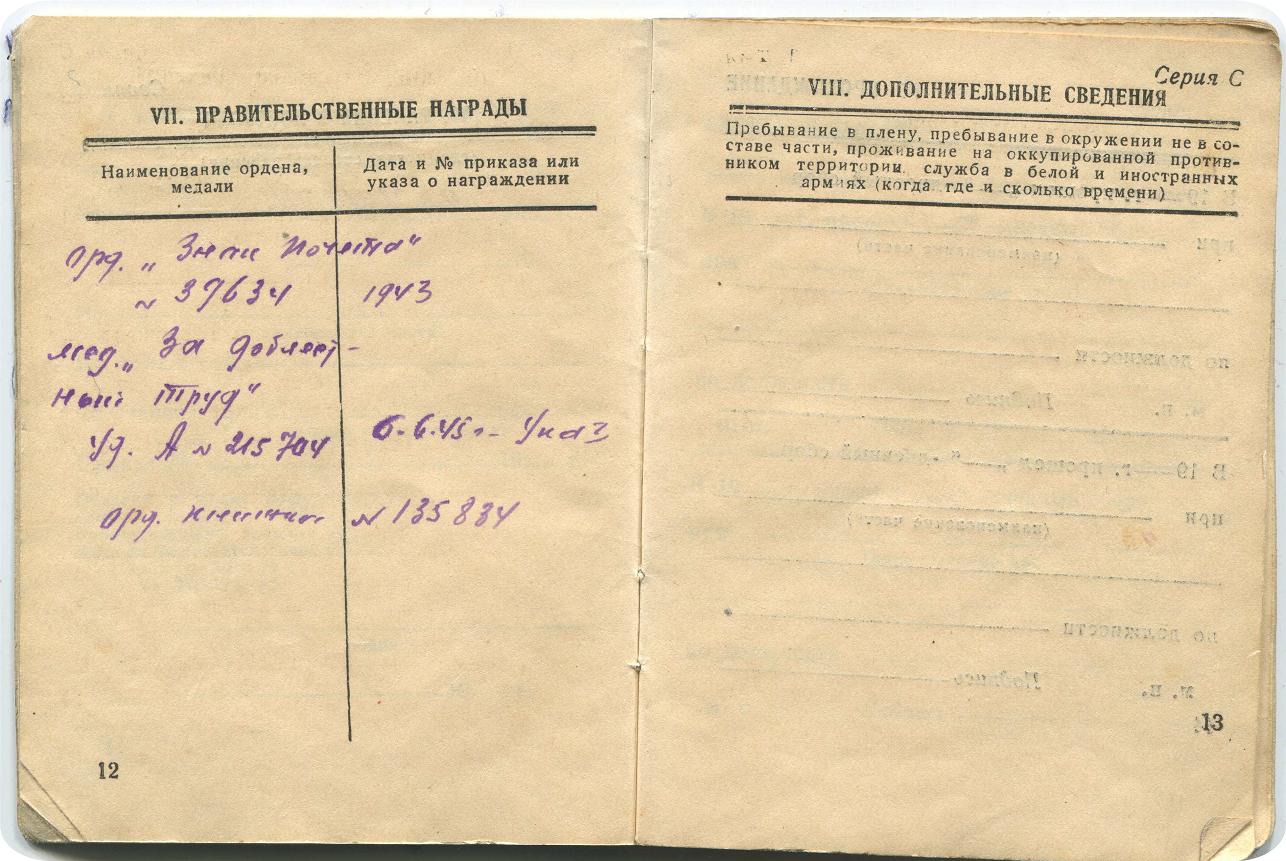 VII. ПРАВИТЕЛЬСТВЕННЫЕ НАГРАДЫ
Наименование ордена, медали
Дата и № приказа или указа о награждении
орд. „Знак Почета“
№ 39634 1943
мед. „За доблест-
ный труд“
Уд. А № 215704 6.6.45 г. Указ
орд. книжка № 135834
12
Серия С
VIII. ДОПОЛНИТЕЛЬНЫЕ СВЕДЕНИЯ
Пребывание в плену, пребывание в окружении не в со-
ставе части, проживание на оккупированной против-
ником территории, служба в белой и иностранных
армиях (когда, где и сколько времени)
13